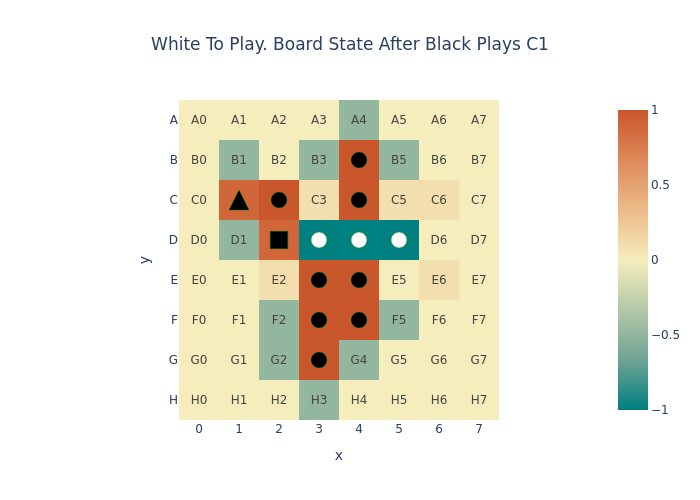 White To Play. Board State After Black Plays C1
A A0 A1 A2 A3 A4 A5 A6 A7
B B0 B1 B2 B3 B5 B6 B7
C C0 C3 C5 C6 C7
D D0 D1 D6 D7
E E0 E1 E2 E5 E6 E7
F F0 F1 F2 F5 F6 F7
G G0 G1 G2 G4 G5 G6 G7
H H0 H1 H2 H3 H4 H5 H6 H7
0 1 2 3 4 5 6 7
x
y
1
0.5
0
−0.5
−1